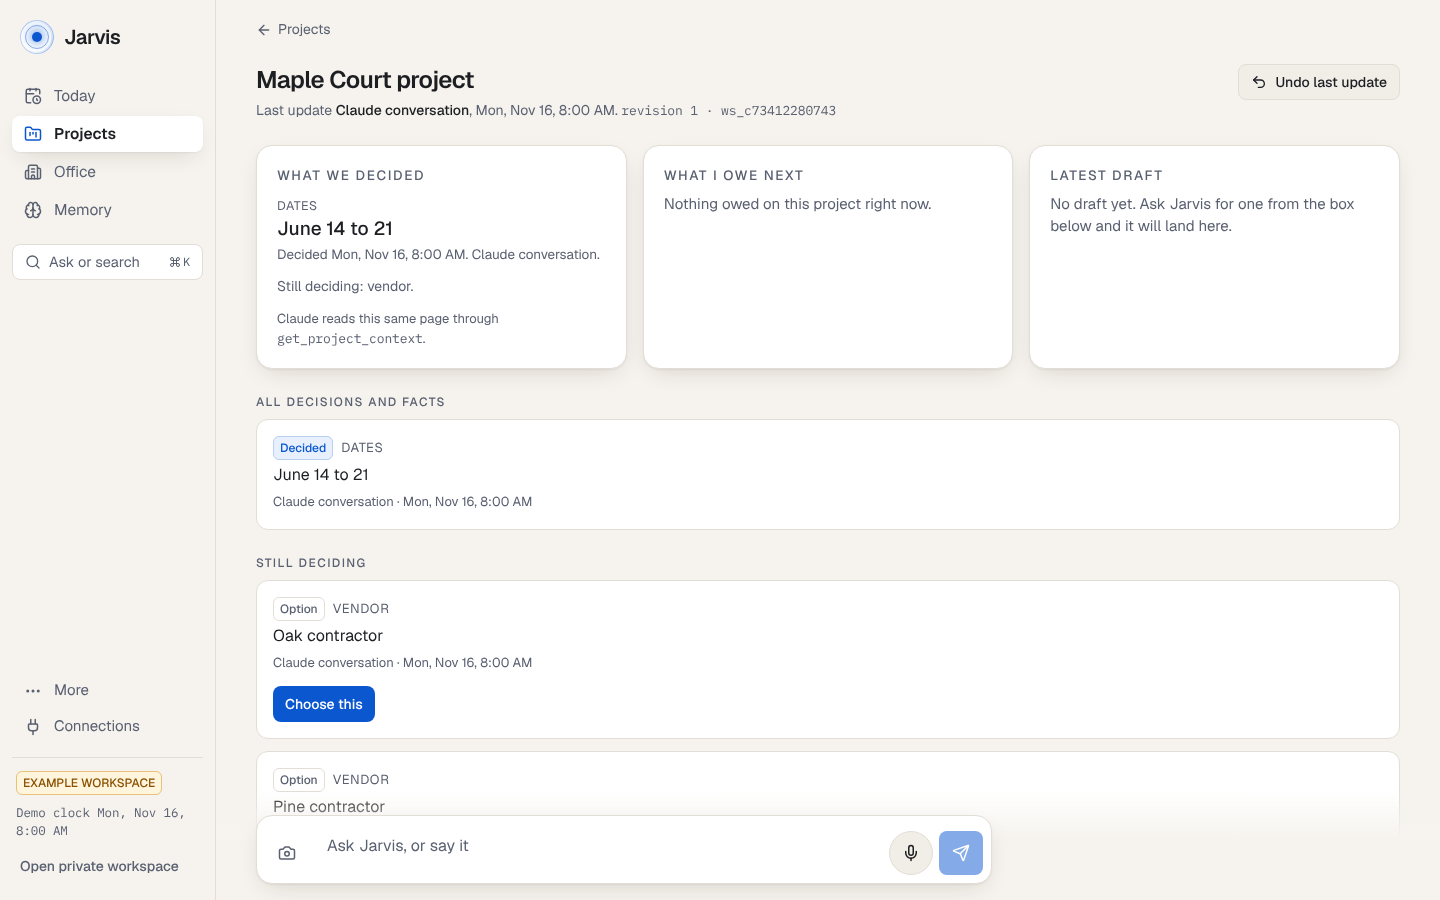 Jarvis
Today
Projects
Office
Memory
Ask or search ⌘ K
More
Connections
EXAMPLE WORKSPACE
Demo clock Mon, Nov 16,
8:00 AM
Open private workspace
Projects
Maple Court project
Last update Claude conversation, Mon, Nov 16, 8:00 AM. revision 1 · ws_c73412280743
Undo last update
WHAT WE DECIDED
DATES
June 14 to 21
Decided Mon, Nov 16, 8:00 AM. Claude conversation.
Still deciding: vendor.
Claude reads this same page through
get_project_context.
WHAT I OWE NEXT
Nothing owed on this project right now.
LATEST DRAFT
No draft yet. Ask Jarvis for one from the box
below and it will land here.
ALL DECISIONS AND FACTS
Decided DATES
June 14 to 21
Claude conversation · Mon, Nov 16, 8:00 AM
STILL DECIDING
Option VENDOR
Oak contractor
Claude conversation · Mon, Nov 16, 8:00 AM
Choose this
Option VENDOR
Pine contractor
Ask Jarvis, or say it